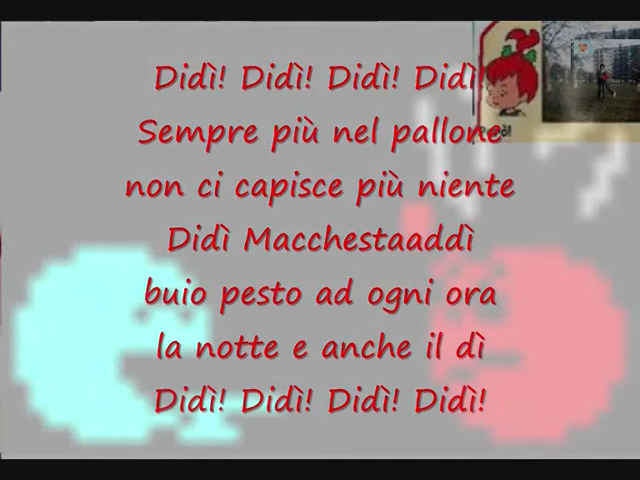 Didì! Didì! Didì! Didì!
Sempre più nel pallone
non ci capisce più niente
Didì Macchestaaddì
buio pesto ad ogni ora
la notte e anche il dì
Didì! Didì! Didì! Didì!